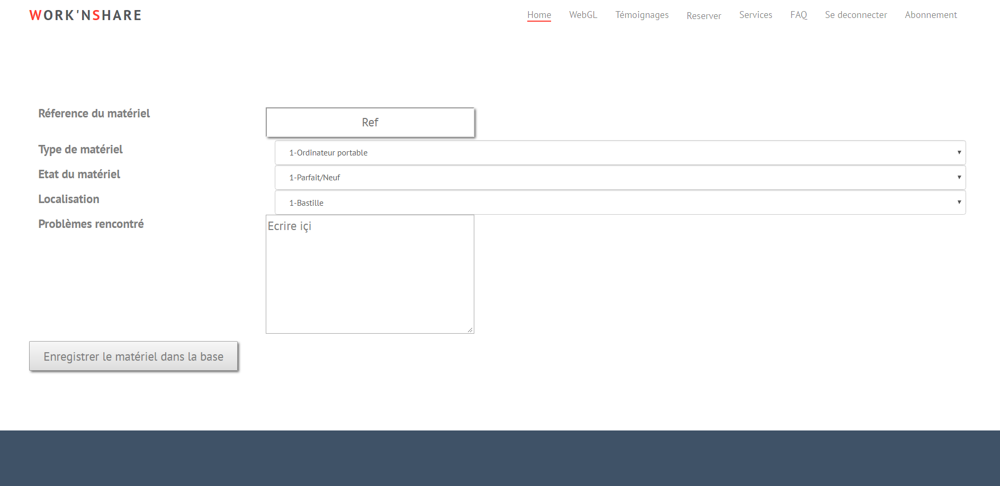 WORK'NSHARE
Home WebGL Témoignages Reserver Services FAQ Se deconnecter Abonnement
Réference du matériel Ref
Type de matériel 1-Ordinateur portable
Etat du matériel 1-Parfait/Neuf
Localisation 1-Bastille
Problèmes rencontré Ecrire içi
Enregistrer le matériel dans la base